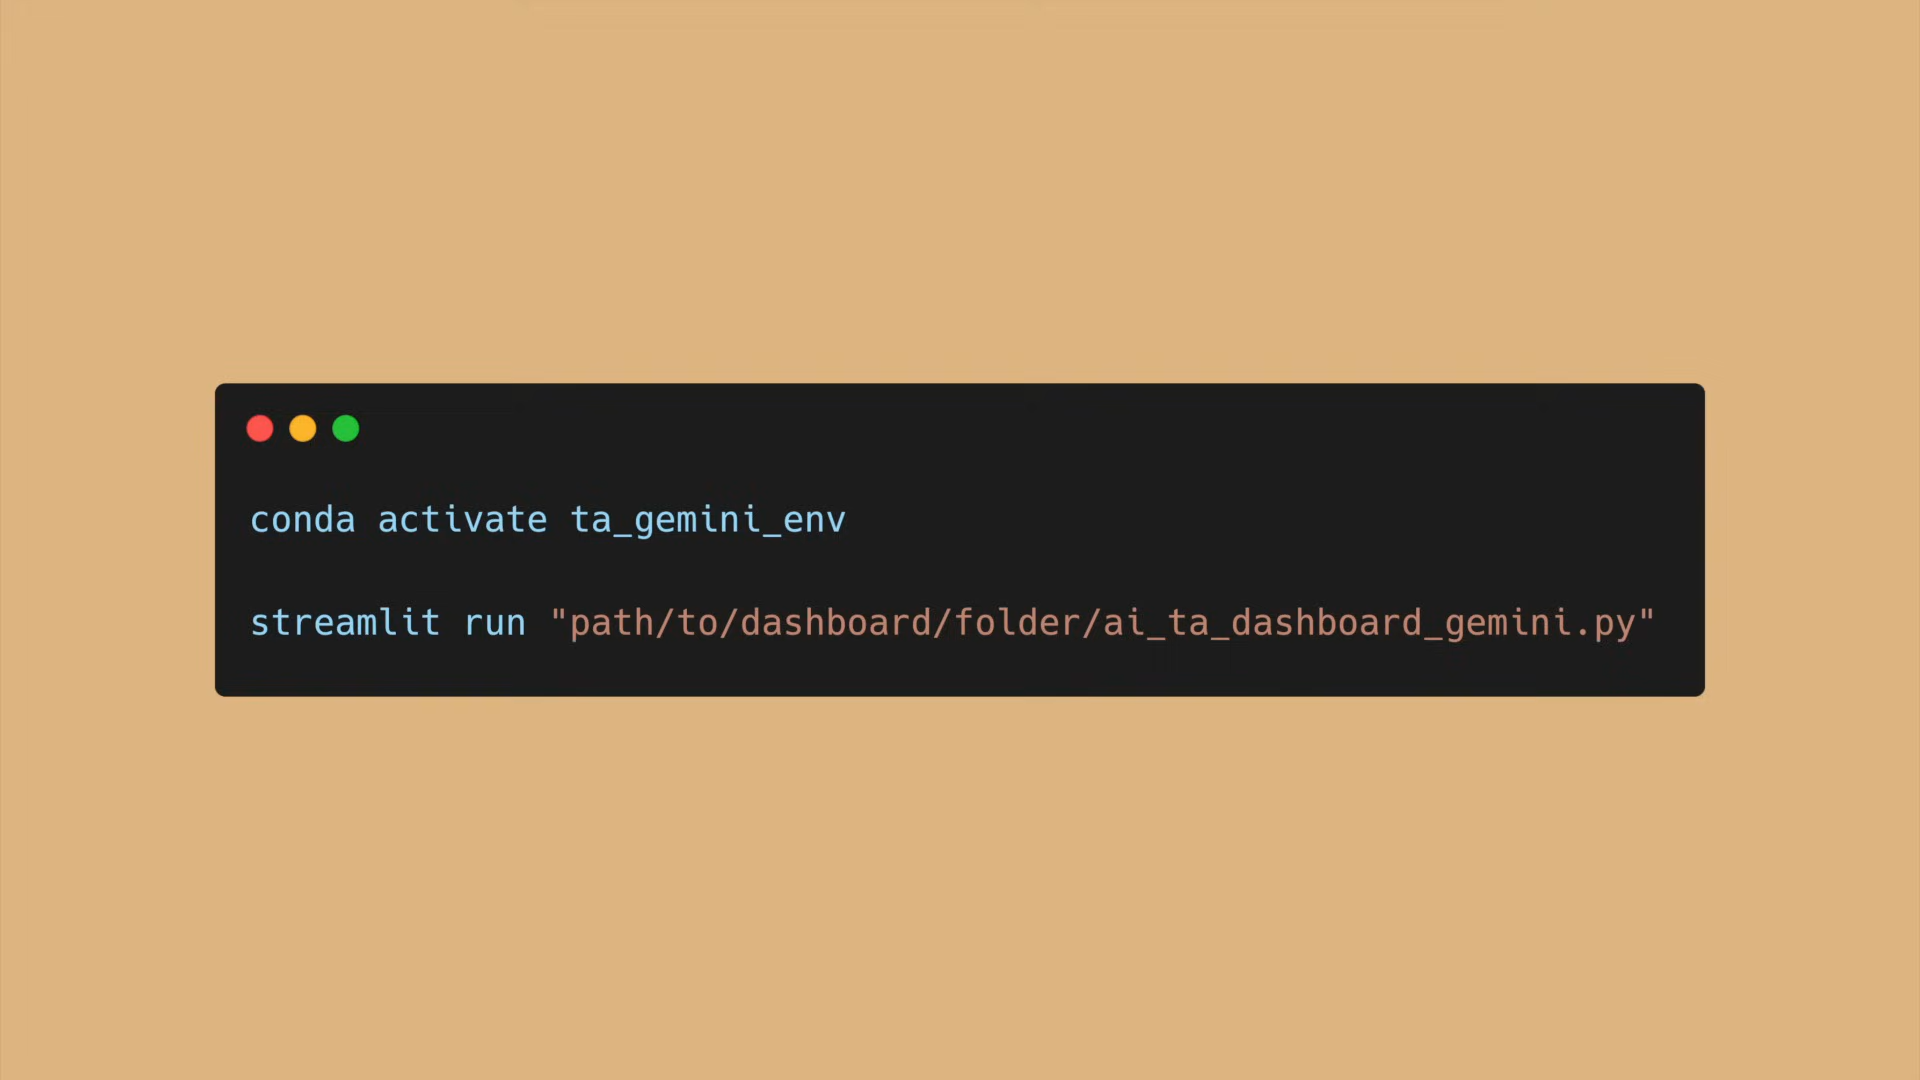 conda activate ta_gemini_env
streamlit run "path/to/dashboard/folder/ai_ta_dashboard_gemini.py"